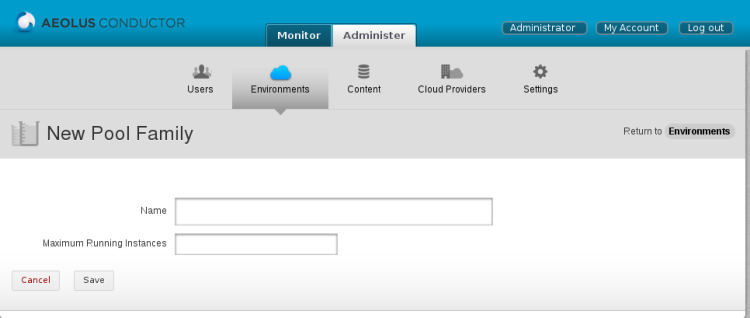 AEOLUS CONDUCTOR
Monitor Administer
Administrator My Account Log out
Users Environments Content Cloud Providers Settings
New Pool Family
Return to Environments
Name
Maximum Running Instances
Cancel Save